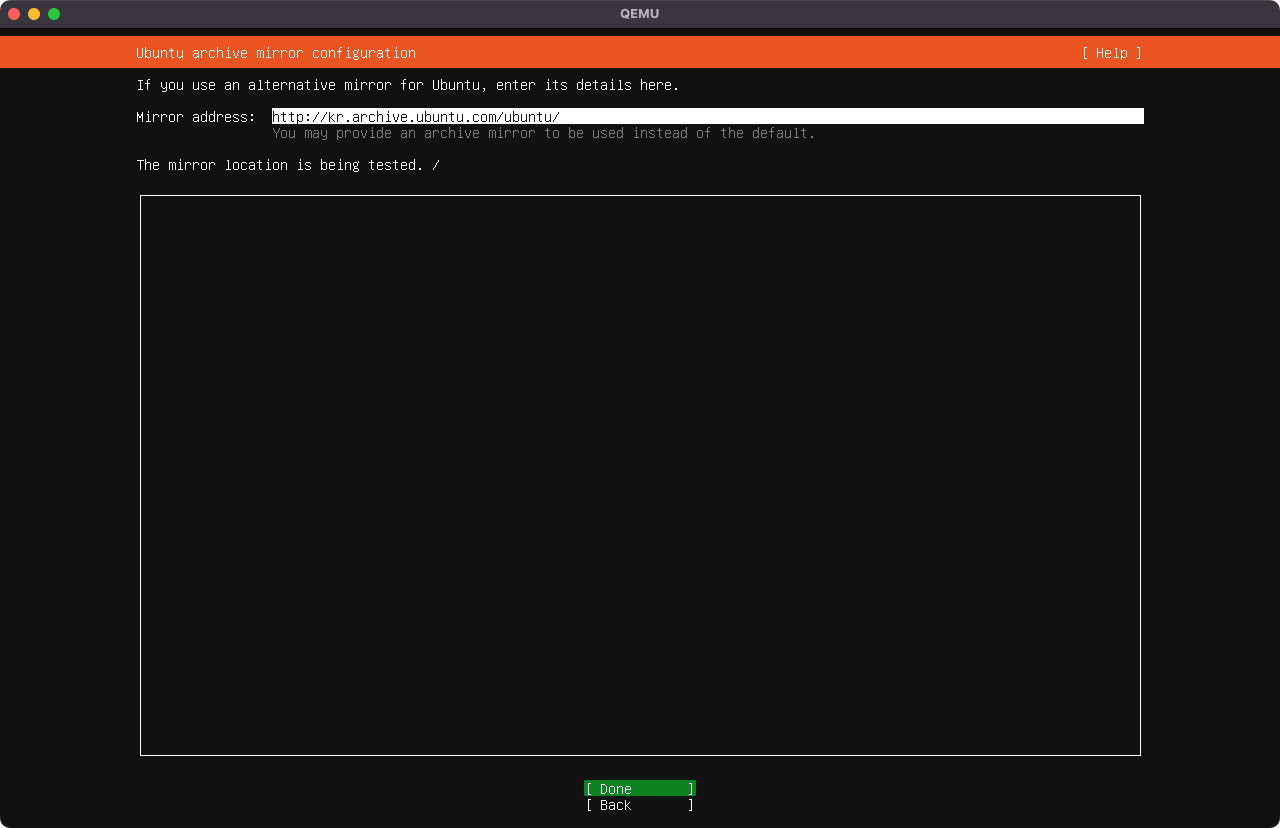 QEMU
Ubuntu archive mirror configuration [ Help ]
If you use an alternative mirror for Ubuntu, enter its details here.
Mirror address: http://kr.archive.ubuntu.com/ubuntu/
You may provide an archive mirror to be used instead of the default.
The mirror location is being tested. /
[ Done ]
[ Back ]